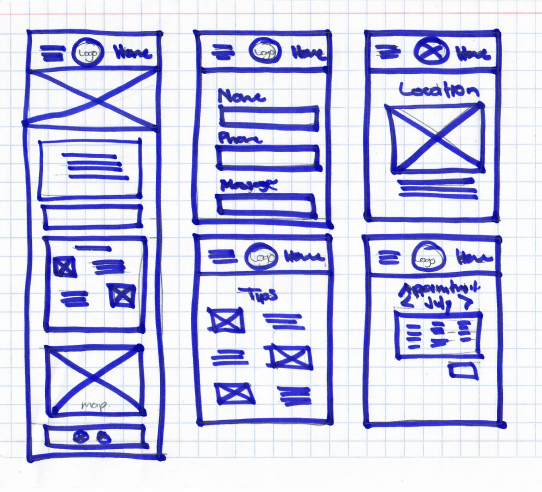 Logo Home
map
Logo Home
Name
Phone
Message
Home
Location
Logo Home
Tips
Logo Home
Appointment
< July >